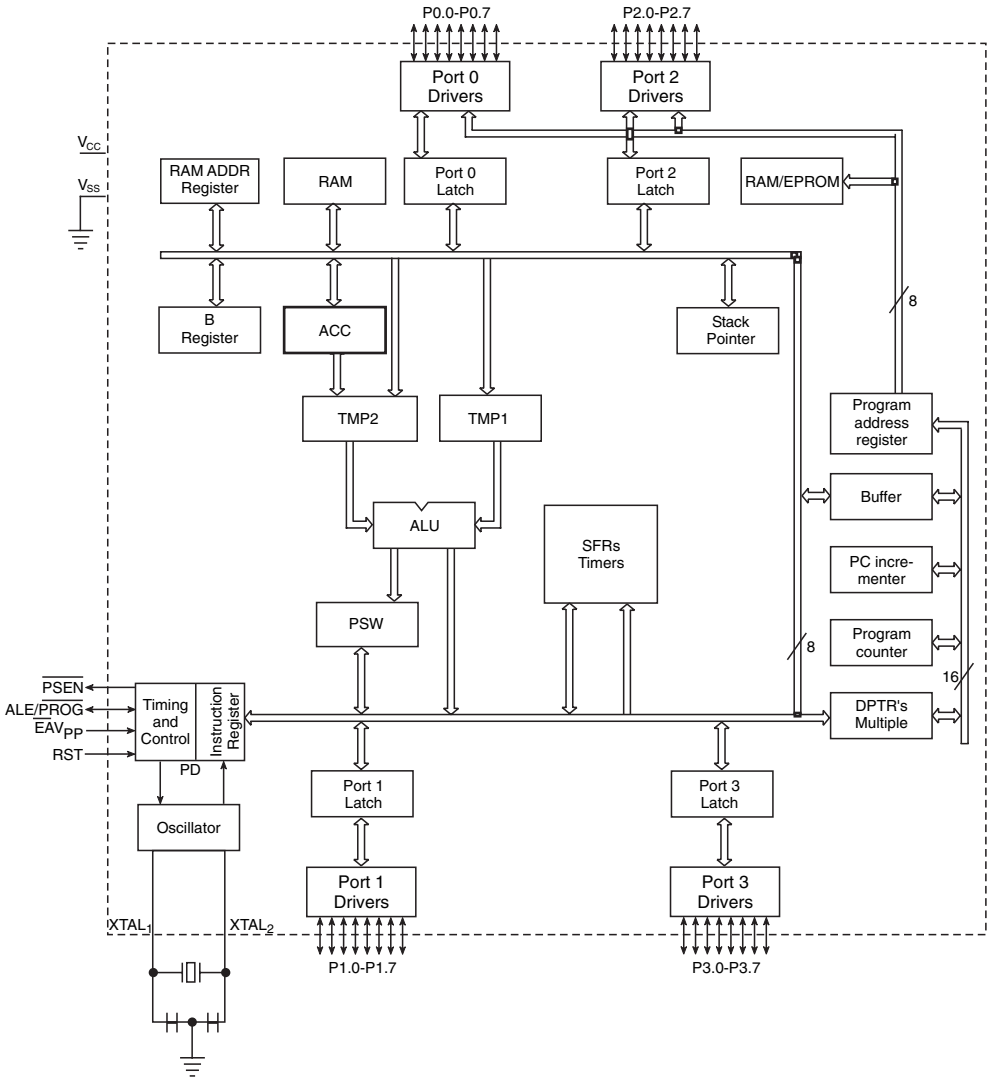 P0.0-P0.7
P2.0-P2.7
Port 0
Drivers
Port 2
Drivers
VCC
VSS
RAM ADDR
Register
RAM
Port 0
Latch
Port 2
Latch
RAM/EPROM
8
B
Register
ACC
Stack
Pointer
TMP2
TMP1
Program
address
register
Buffer
ALU
SFRs
Timers
PC incre-
menter
PSW
Program
counter
8
16
PSEN
ALE/PROG
EAVPP
RST
Timing
and
Control
Instruction
Register
DPTR's
Multiple
PD
Port 1
Latch
Port 3
Latch
Oscillator
Port 1
Drivers
Port 3
Drivers
XTAL1
XTAL2
P1.0-P1.7
P3.0-P3.7